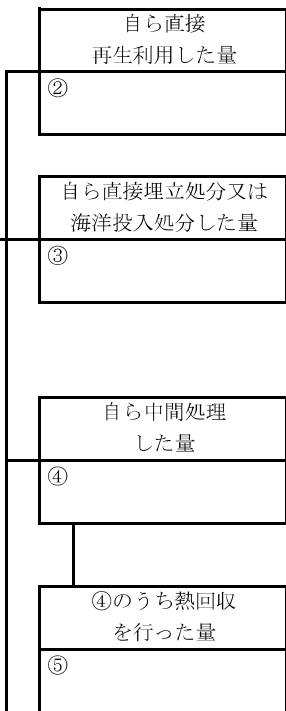 自ら直接
再生利用した量
②
自ら直接埋立処分又は
海洋投入処分した量
③
自ら中間処理
した量
④
④のうち熱回収
を行った量
⑤